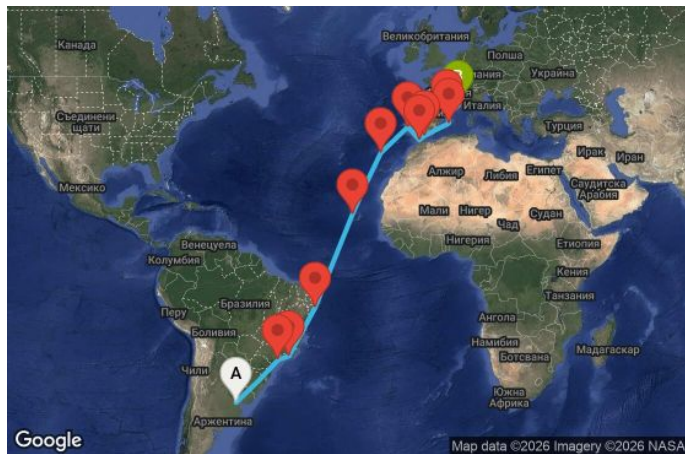 Великобритания
Канада
Полша
мания
Украйна
Италия
Съединени
щати
Турция
Ирак
Иран
Алжир
Либия
Египет
Саудитска
Арабия
Мексико
Мали
Нигер
Чад
Судан
Венецуела
Нигерия
Етиопия
Колумбия
Кения
Бразилия
Танзания
Перу
Ангола
Боливия
Намибия
Мадагаскар
Ботсвана
Чили
A
Южна
Африка
Аржентина
Google
Map data ©2026 Imagery ©2026 NASA